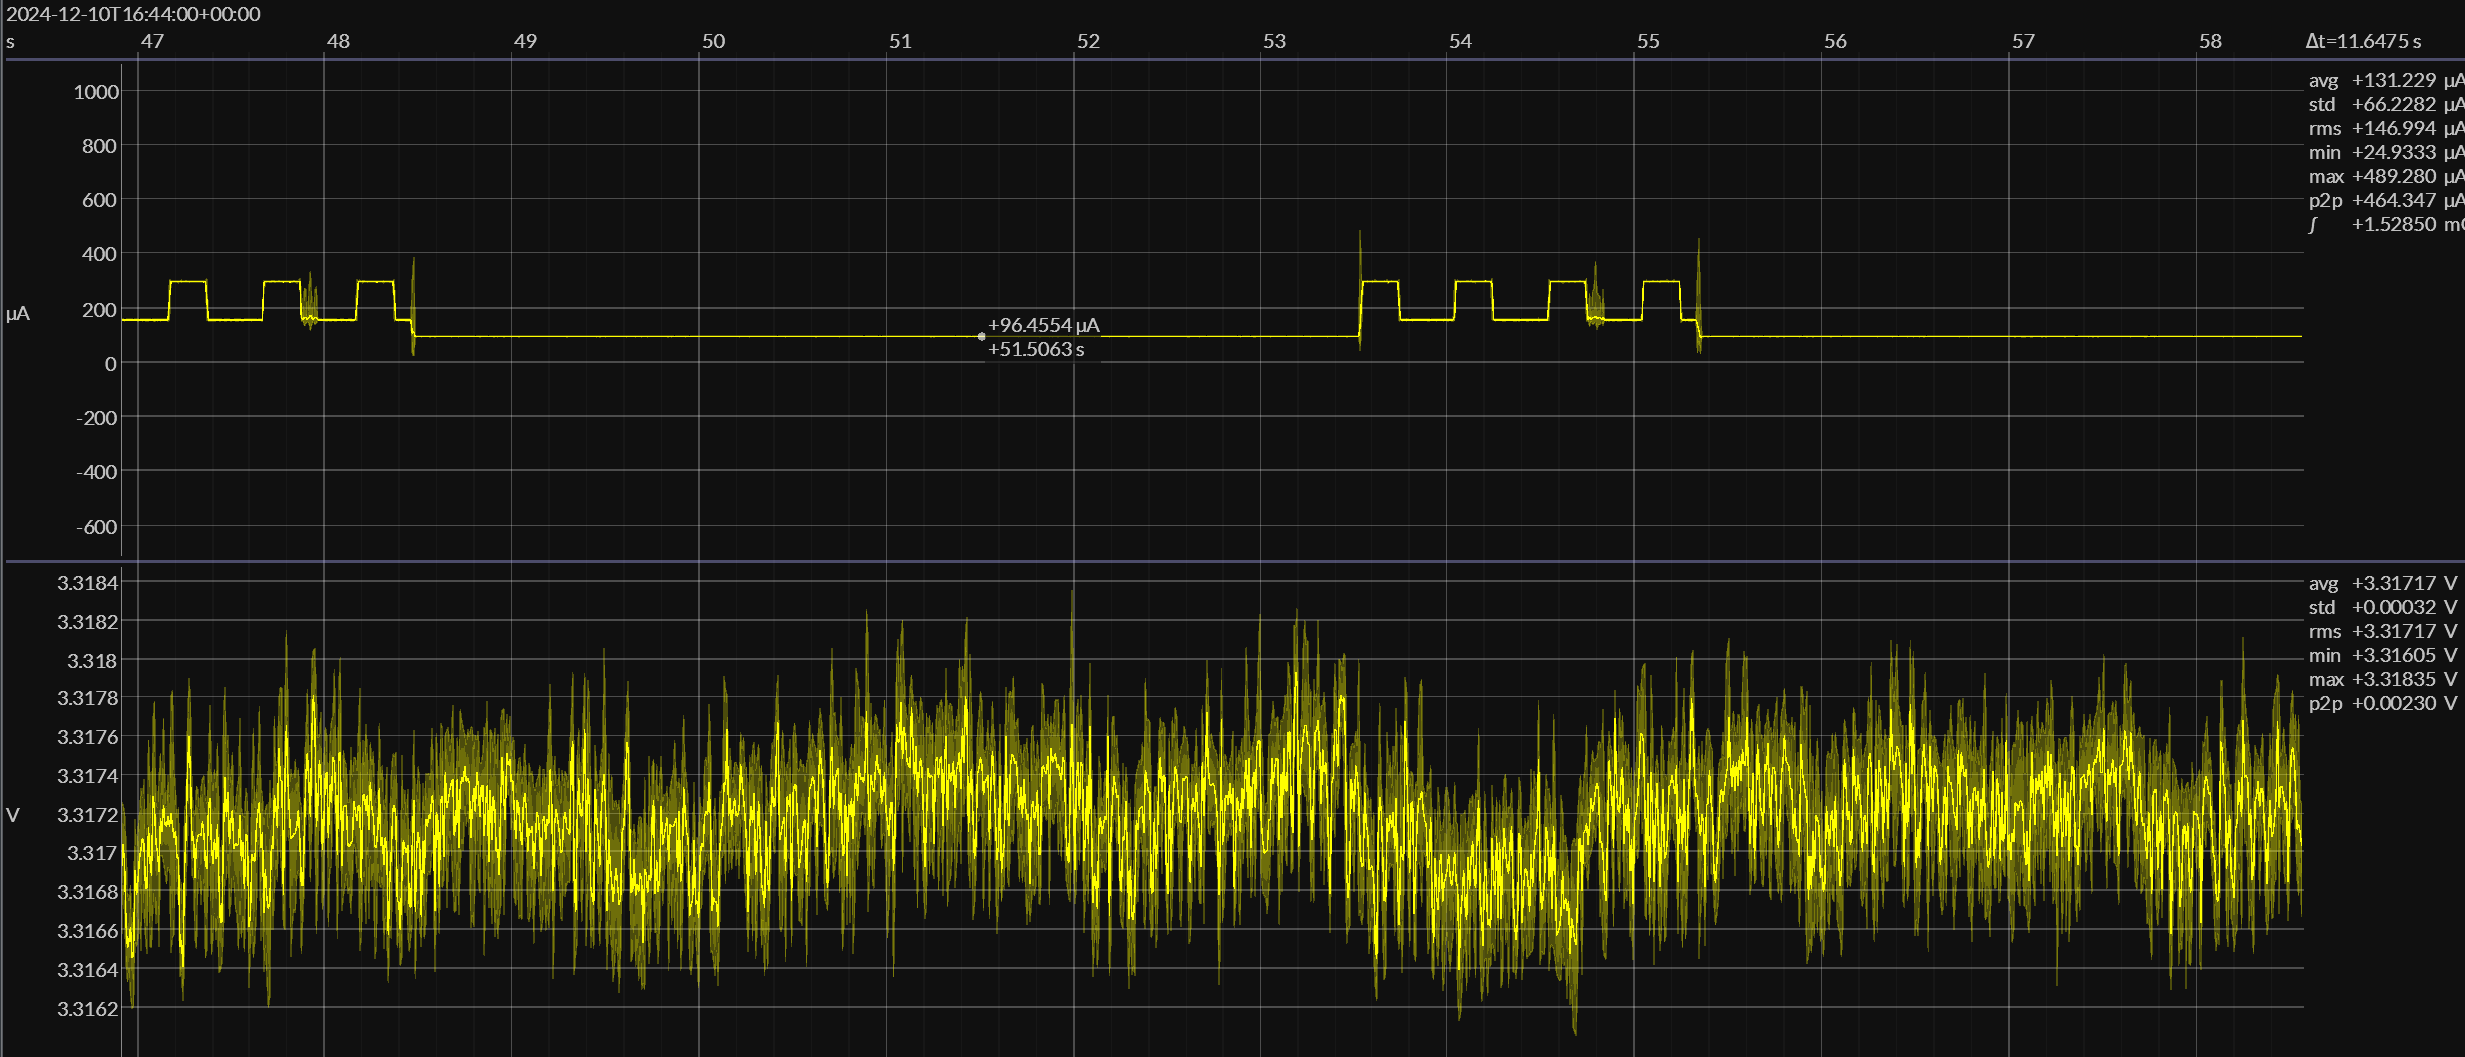 2024-12-10T16:44:00+00:00
s 47 48 49 50 51 52 53 54 55 56 57 58 Δt=11.6475 s
1000
800
600
400
200
0
-200
-400
-600
µA
+96.4554 µA
+51.5063 s
avg +131.229 µA
std +66.2282 µA
rms +146.994 µA
min +24.9333 µA
max +489.280 µA
p2p +464.347 µA
∫ +1.52850 mC
3.3184
3.3182
3.318
3.3178
3.3176
3.3174
3.3172
3.317
3.3168
3.3166
3.3164
3.3162
V
avg +3.31717 V
std +0.00032 V
rms +3.31717 V
min +3.31605 V
max +3.31835 V
p2p +0.00230 V